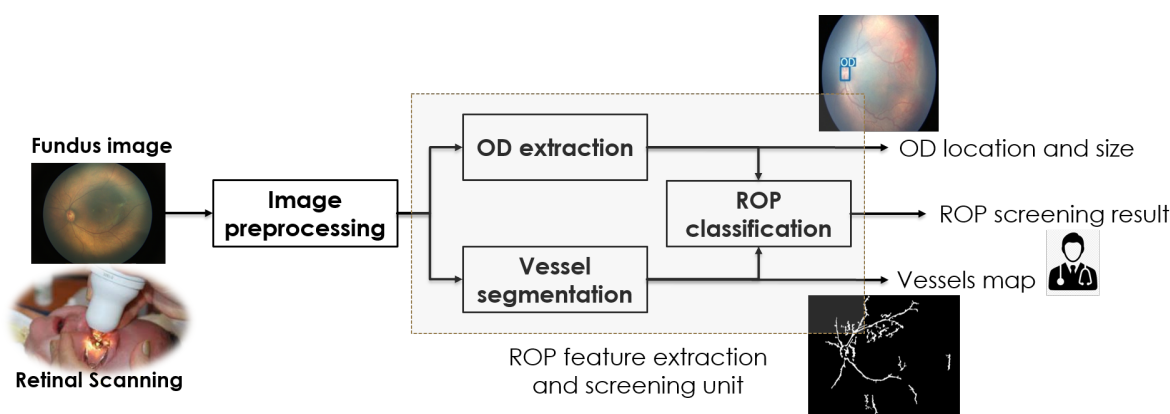 Fundus image
Retinal Scanning
Image
preprocessing
OD extraction
Vessel
segmentation
ROP
classification
ROP feature extraction
and screening unit
OD
OD location and size
ROP screening result
Vessels map